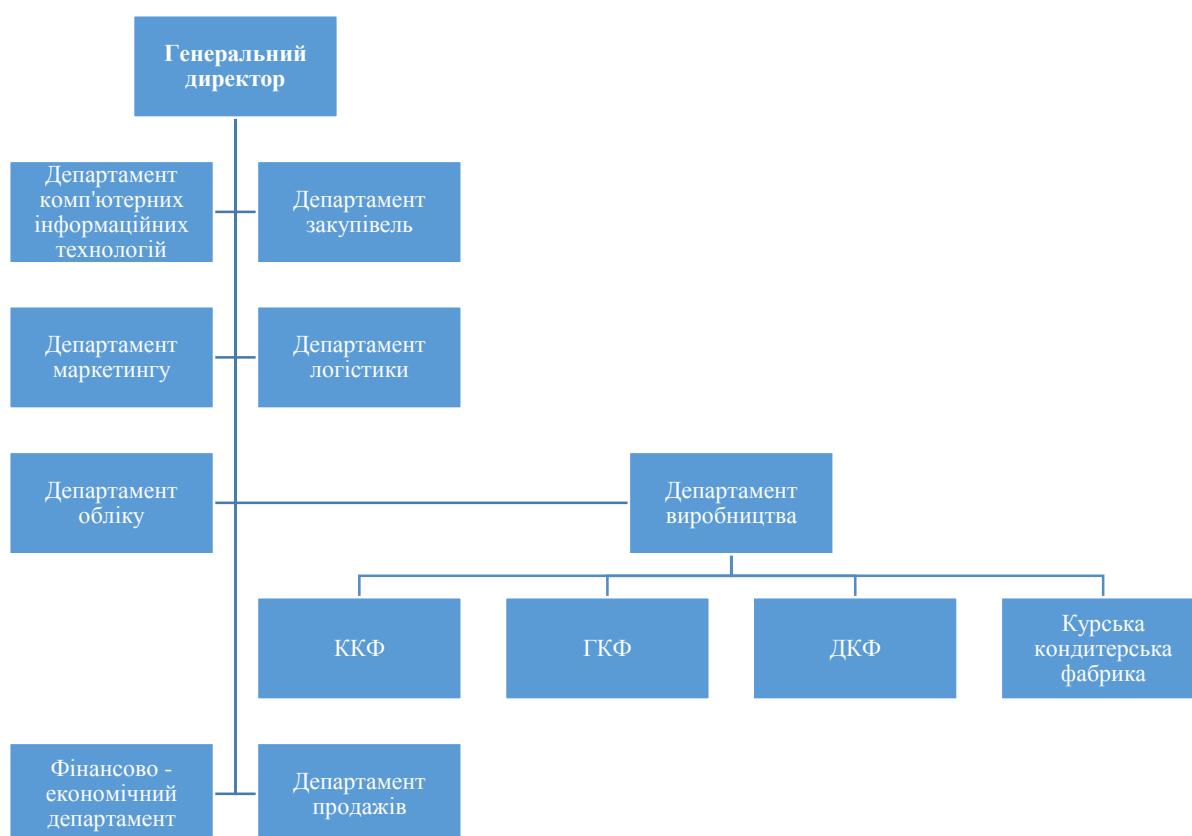 Генеральний
директор
Департамент
комп'ютерних
інформаційних
технологій
Департамент
закупівель
Департамент
маркетингу
Департамент
логістики
Департамент
обліку
Департамент
виробництва
ККФ
ГКФ
ДКФ
Курська
кондитерська
фабрика
Фінансово -
економічний
департамент
Департамент
продажів